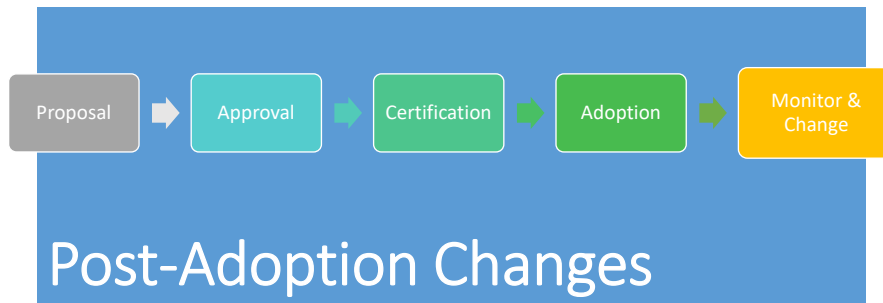 Proposal
Approval
Certification
Adoption
Monitor &
Change
Post-Adoption Changes